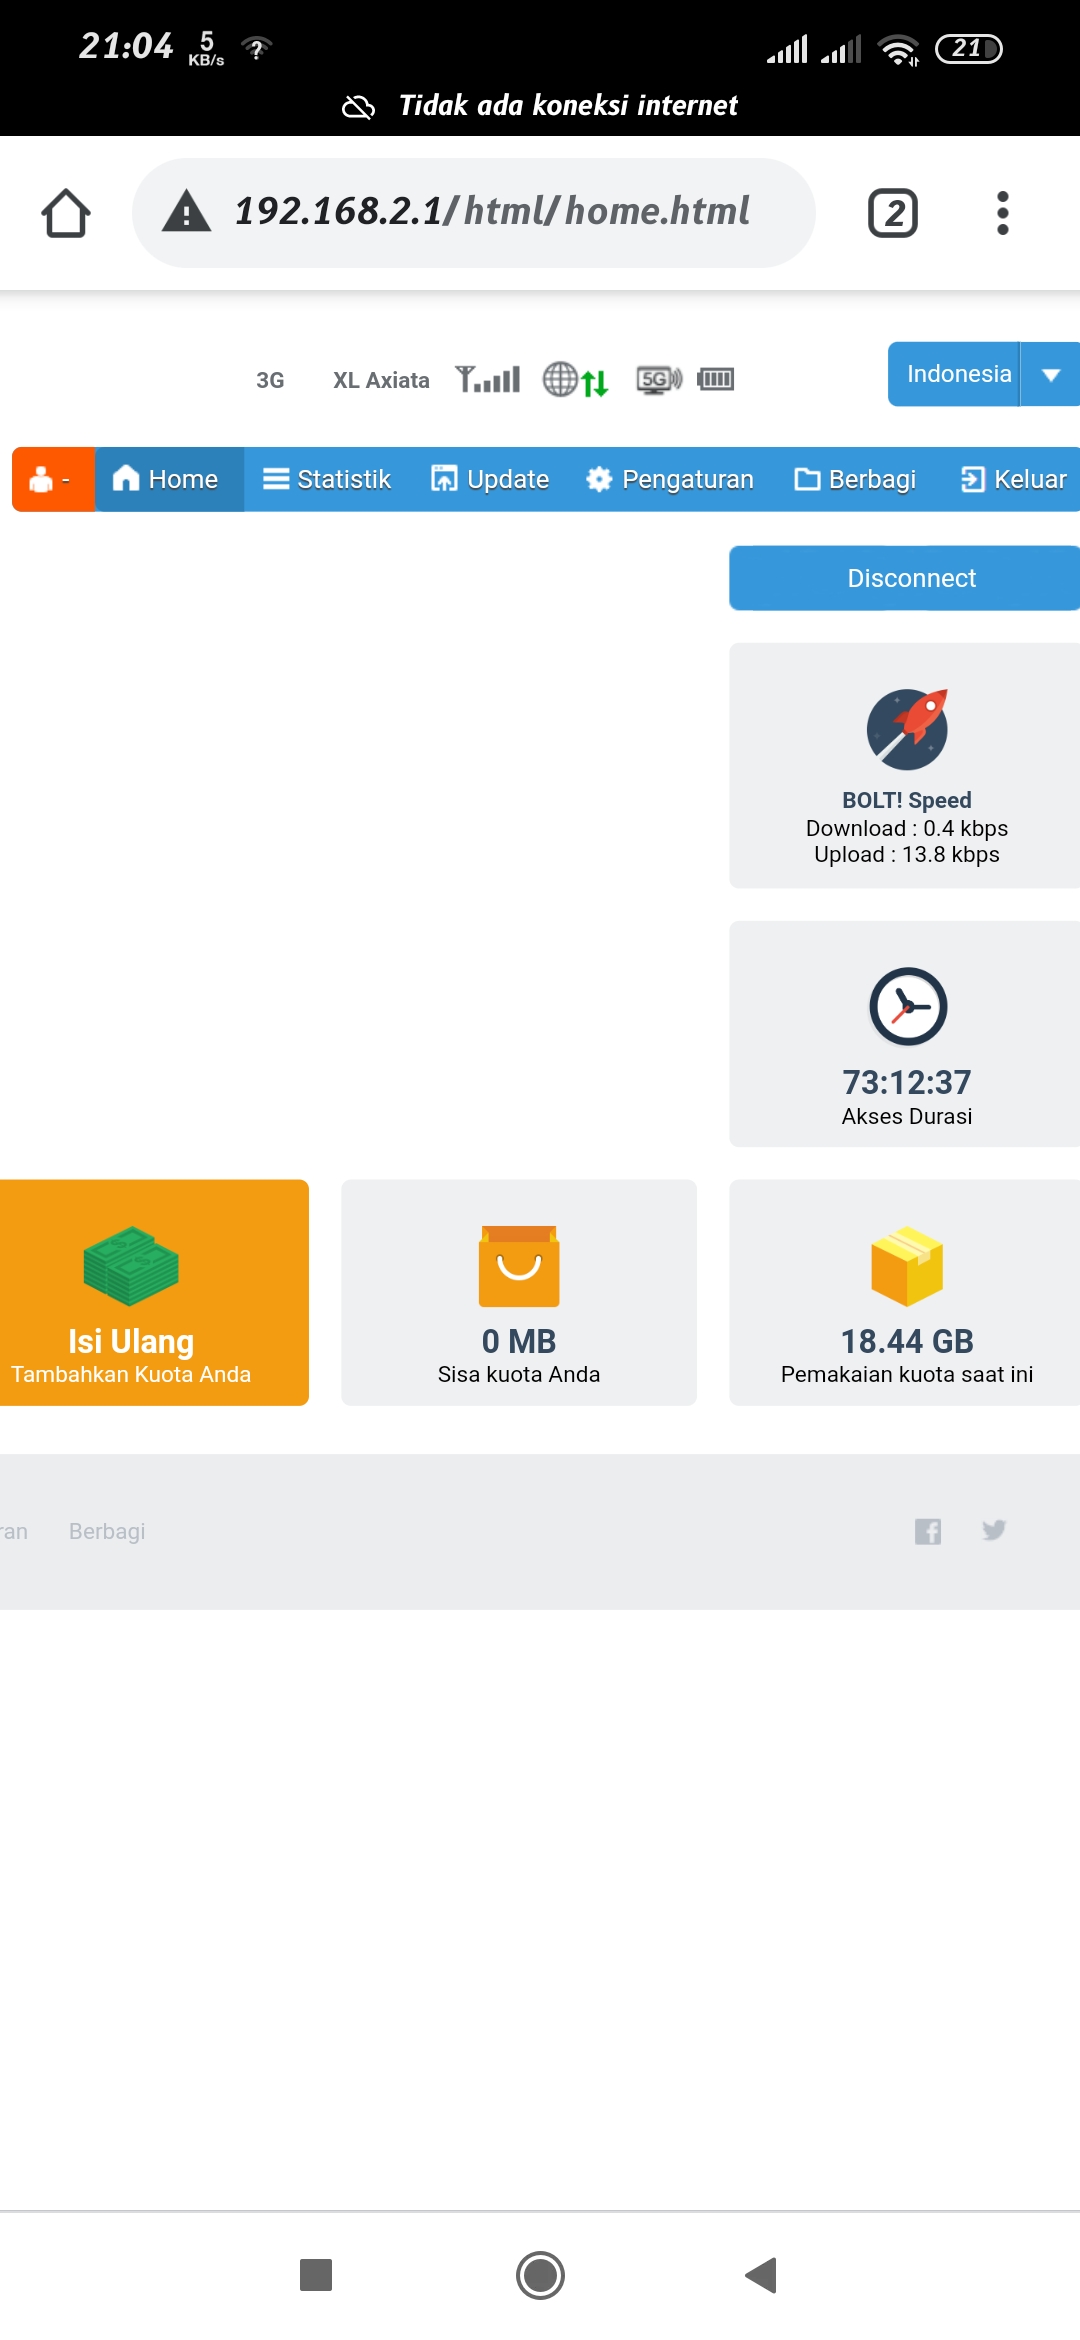 21:04 5 KB/s 21
Tidak ada koneksi internet
192.168.2.1/html/home.html 2
3G XL Axiata 5G Indonesia
- Home Statistik Update Pengaturan Berbagi Keluar
Disconnect
BOLT! Speed
Download : 0.4 kbps
Upload : 13.8 kbps
73:12:37
Akses Durasi
Isi Ulang
Tambahkan Kuota Anda
0 MB
Sisa kuota Anda
18.44 GB
Pemakaian kuota saat ini
ran Berbagi